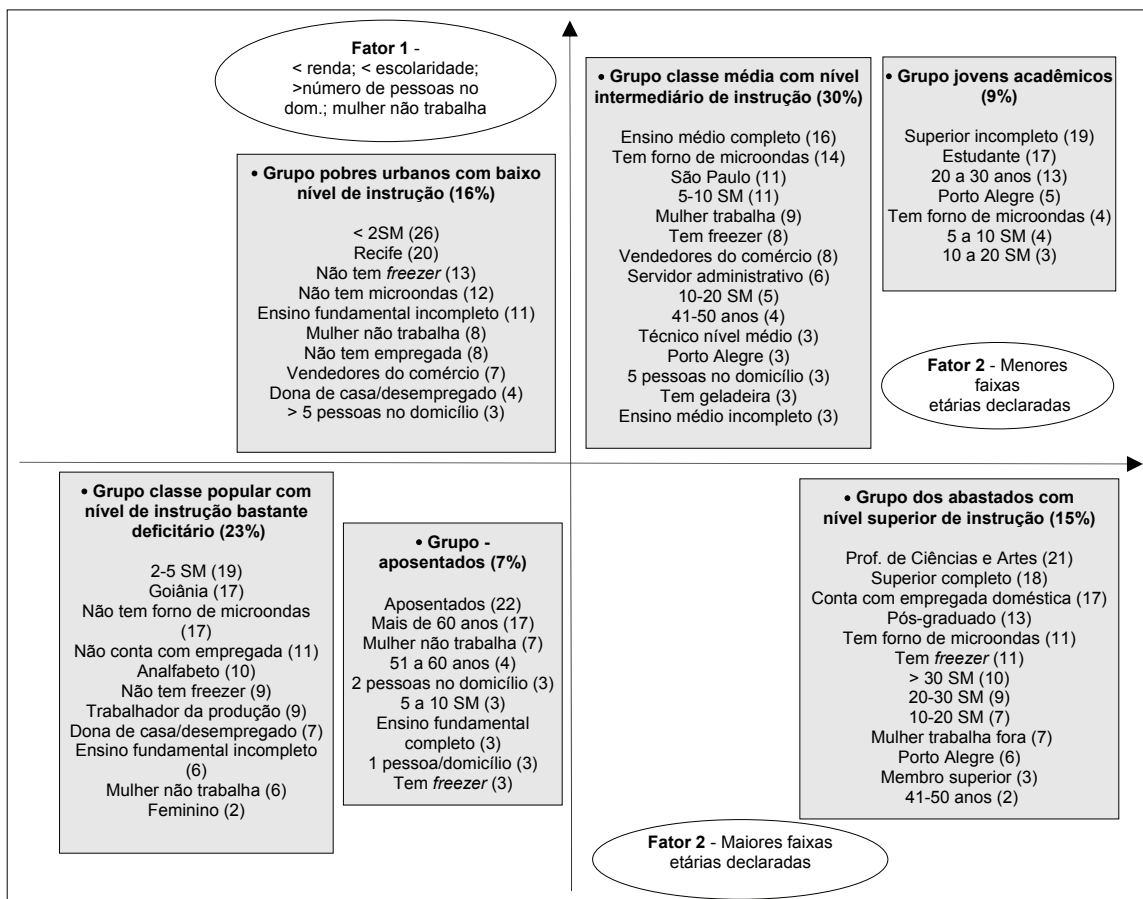 Fator 1 -
< renda; < escolaridade;
>número de pessoas no
dom.; mulher não trabalha
• Grupo classe média com nível
intermediário de instrução (30%)
Ensino médio completo (16)
Tem forno de microondas (14)
São Paulo (11)
5-10 SM (11)
Mulher trabalha (9)
Tem freezer (8)
Vendedores do comércio (8)
Servidor administrativo (6)
10-20 SM (5)
41-50 anos (4)
Técnico nível médio (3)
Porto Alegre (3)
5 pessoas no domicílio (3)
Tem geladeira (3)
Ensino médio incompleto (3)
• Grupo jovens acadêmicos
(9%)
Superior incompleto (19)
Estudante (17)
20 a 30 anos (13)
Porto Alegre (5)
Tem forno de microondas (4)
5 a 10 SM (4)
10 a 20 SM (3)
• Grupo pobres urbanos com baixo
nível de instrução (16%)
< 2SM (26)
Recife (20)
Não tem freezer (13)
Não tem microondas (12)
Ensino fundamental incompleto (11)
Mulher não trabalha (8)
Não tem empregada (8)
Vendedores do comércio (7)
Dona de casa/desempregado (4)
> 5 pessoas no domicílio (3)
Fator 2 - Menores
faixas
etárias declaradas
• Grupo classe popular com
nível de instrução bastante
deficitário (23%)
2-5 SM (19)
Goiânia (17)
Não tem forno de microondas
(17)
Não conta com empregada (11)
Analfabeto (10)
Não tem freezer (9)
Trabalhador da produção (9)
Dona de casa/desempregado (7)
Ensino fundamental incompleto
(6)
Mulher não trabalha (6)
Feminino (2)
• Grupo -
aposentados (7%)
Aposentados (22)
Mais de 60 anos (17)
Mulher não trabalha (7)
51 a 60 anos (4)
2 pessoas no domicílio (3)
5 a 10 SM (3)
Ensino fundamental
completo (3)
1 pessoa/domicílio (3)
Tem freezer (3)
• Grupo dos abastados com
nível superior de instrução (15%)
Prof. de Ciências e Artes (21)
Superior completo (18)
Conta com empregada doméstica (17)
Pós-graduado (13)
Tem forno de microondas (11)
Tem freezer (11)
> 30 SM (10)
20-30 SM (9)
10-20 SM (7)
Mulher trabalha fora (7)
Porto Alegre (6)
Membro superior (3)
41-50 anos (2)
Fator 2 - Maiores faixas
etárias declaradas